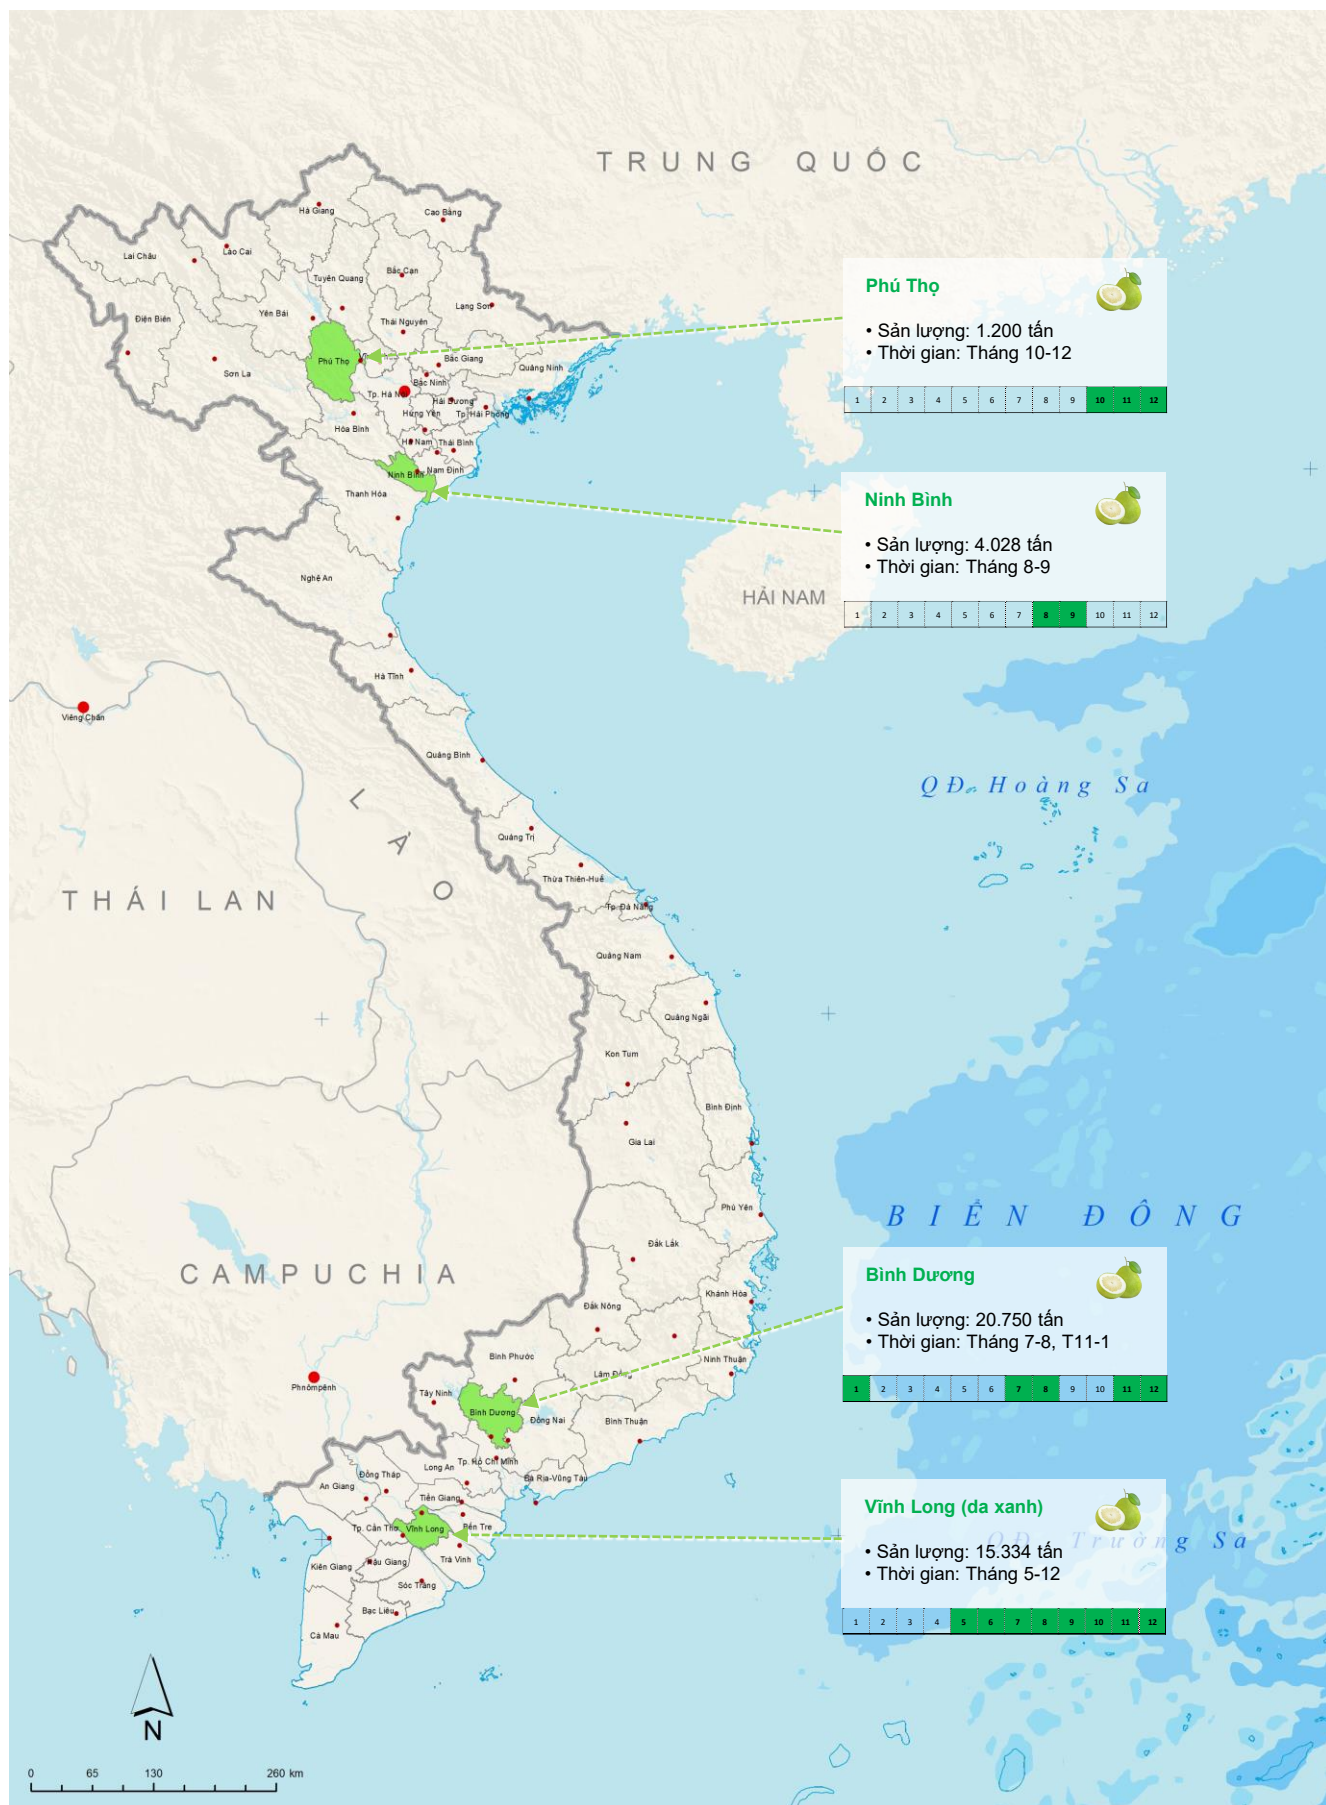 TRUNG QUỐC
Hà Giang
Cao Bằng
Lai Châu
Lào Cai
Bắc Cạn
Tuyên Quang
Lạng Sơn
Điện Biên
Yên Bái
Thái Nguyên
Phú Thọ
Bắc Giang
Quảng Ninh
Sơn La
Bắc Ninh
Tp. Hà N
Hải Dương
Hưng Yên
Tp. Hải Phòng
Hòa Bình
Hà Nam
Thái Bình
Ninh Bình
Nam Định
Thanh Hóa
Nghệ An
HẢI NAM
Hà Tĩnh
Viêng Chăn
Quảng Bình
LÀO
QĐ. Hoàng Sa
Quảng Trị
Thừa Thiên-Huế
THÁI LAN
Tp. Đà Nẵng
Quảng Nam
Quảng Ngãi
Kon Tum
Bình Định
Gia Lai
Phú Yên
BIỂN ĐÔNG
Đắk Lắk
CAMPUCHIA
Khánh Hòa
Đắk Nông
Bình Phước
Ninh Thuận
Lâm Đồng
Phnômpênh
Tây Ninh
Bình Dương
Đồng Nai
Bình Thuận
Long An
Tp. Hồ Chí Minh
Đồng Tháp
An Giang
Bà Rịa-Vũng Tàu
Tiền Giang
Tp. Cần Thơ
Vĩnh Long
Bến Tre
Kiên Giang
Hậu Giang
Trà Vinh
Sóc Trăng
Bạc Liêu
Cà Mau
QĐ. Trường Sa
Phú Thọ
• Sản lượng: 1.200 tấn
• Thời gian: Tháng 10-12
1 2 3 4 5 6 7 8 9 10 11 12
Ninh Bình
• Sản lượng: 4.028 tấn
• Thời gian: Tháng 8-9
1 2 3 4 5 6 7 8 9 10 11 12
Bình Dương
• Sản lượng: 20.750 tấn
• Thời gian: Tháng 7-8, T11-1
1 2 3 4 5 6 7 8 9 10 11 12
Vĩnh Long (da xanh)
• Sản lượng: 15.334 tấn
• Thời gian: Tháng 5-12
1 2 3 4 5 6 7 8 9 10 11 12
N
0 65 130 260 km